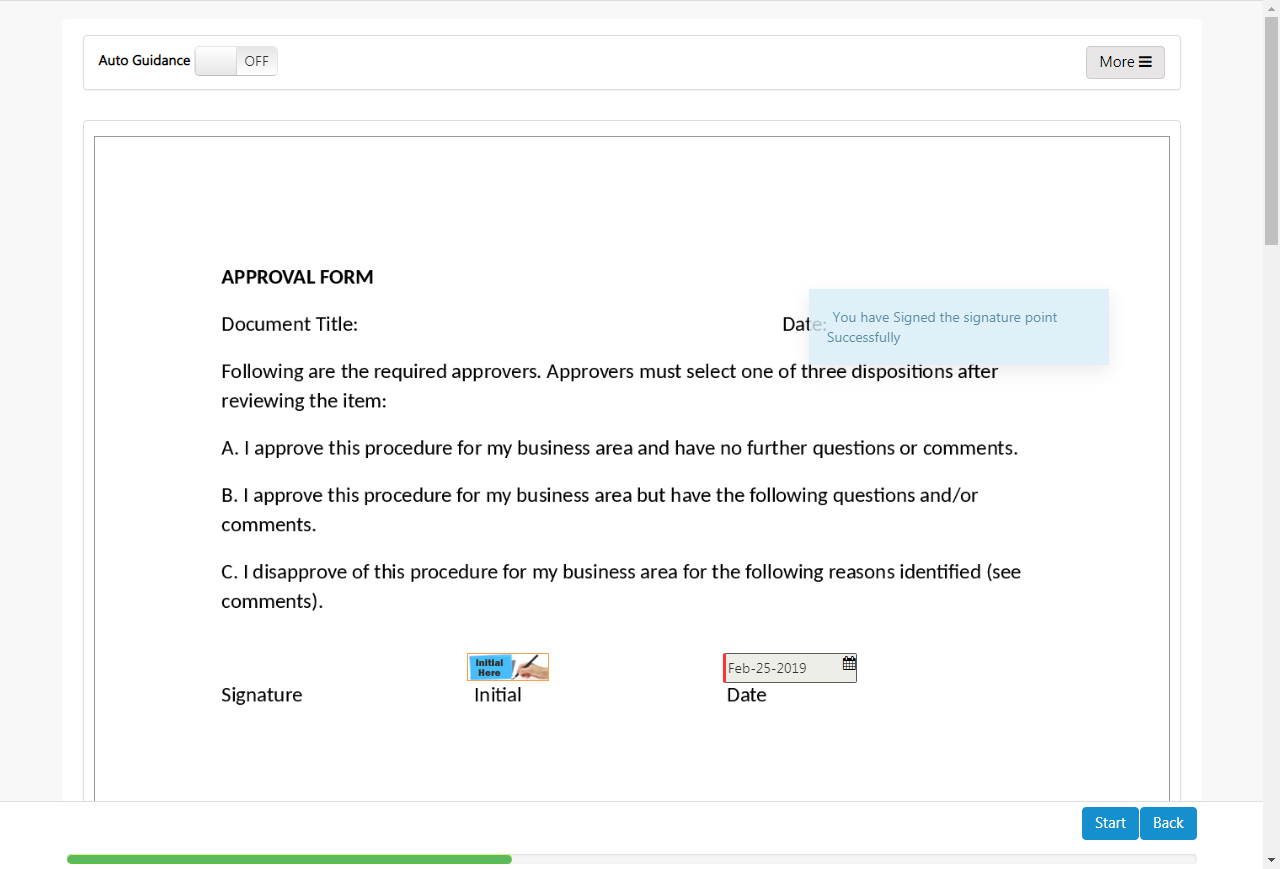 Auto Guidance OFF More
APPROVAL FORM
Document Title: Date:
You have Signed the signature point
Successfully
Following are the required approvers. Approvers must select one of three dispositions after
reviewing the item:
A. I approve this procedure for my business area and have no further questions or comments.
B. I approve this procedure for my business area but have the following questions and/or
comments.
C. I disapprove of this procedure for my business area for the following reasons identified (see
comments).
Initial
Here
Feb-25-2019
Signature Initial Date
Start Back